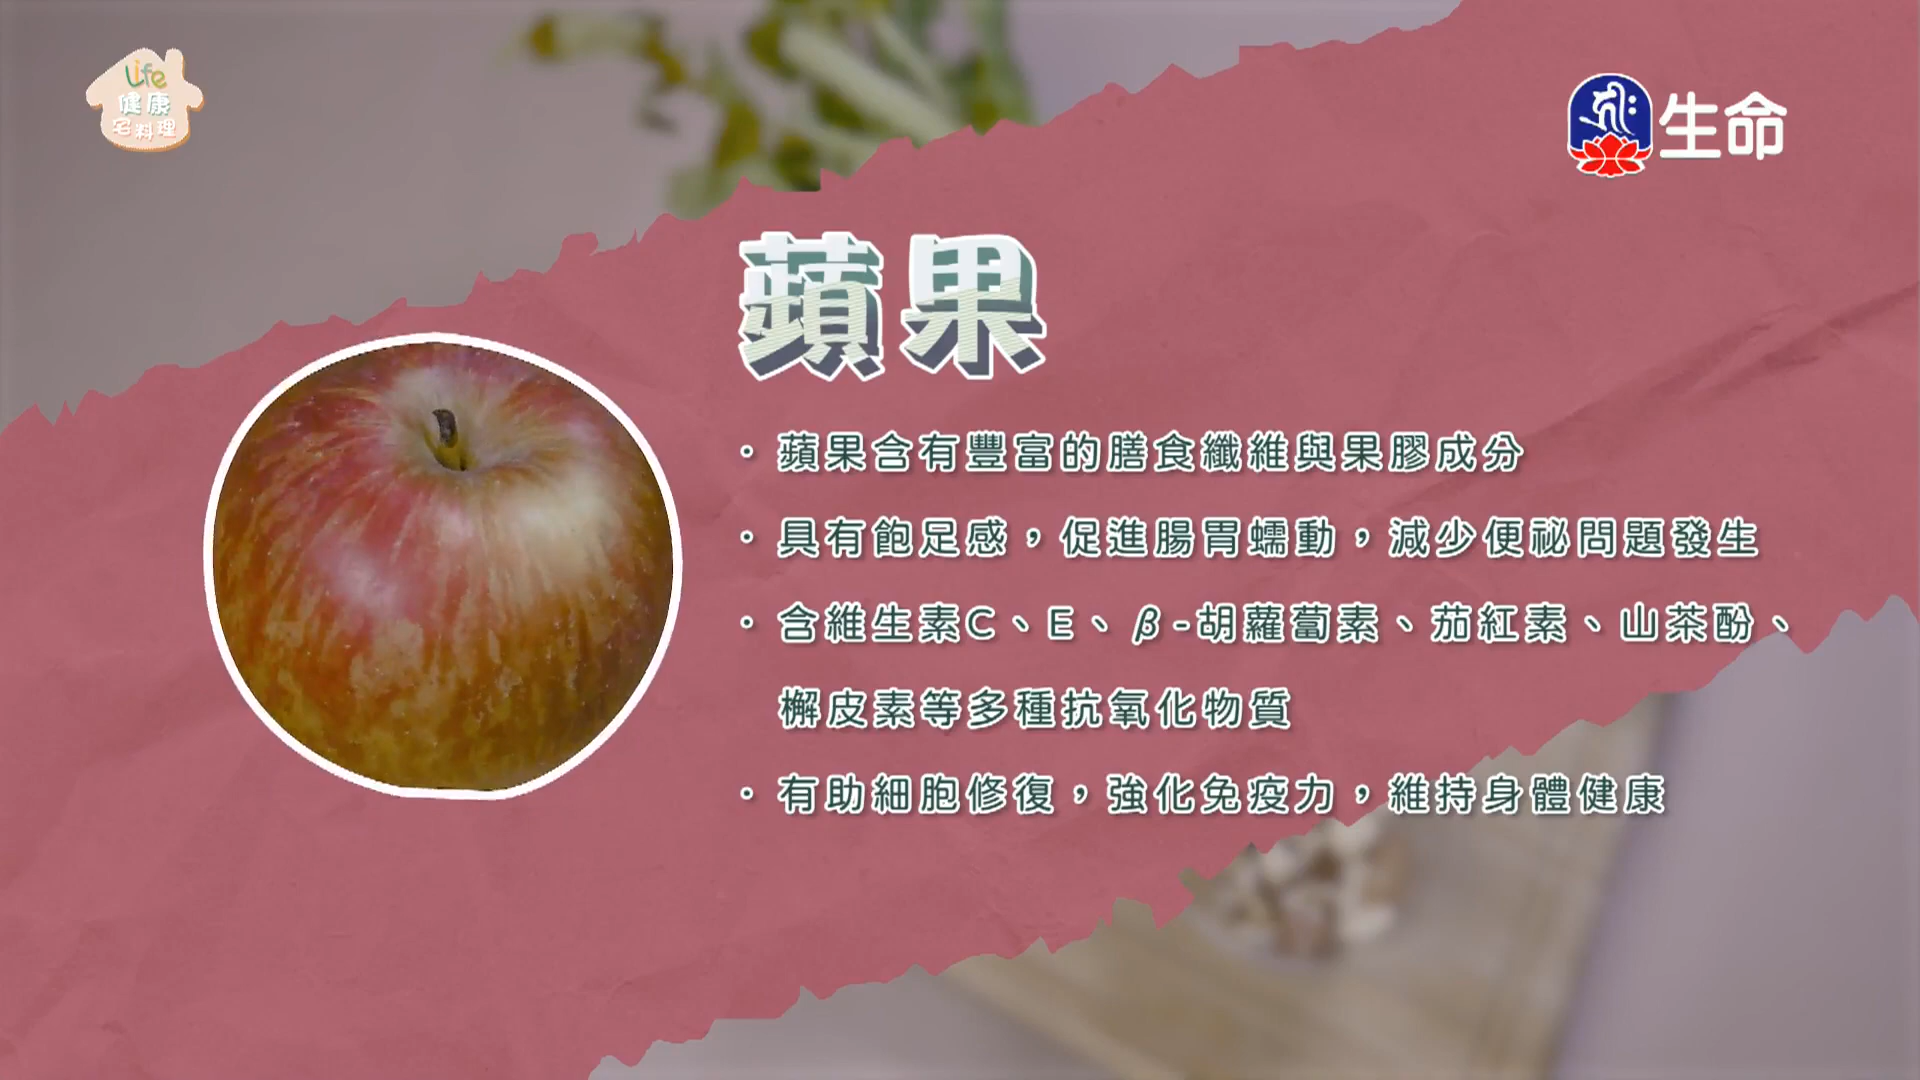 Life
健康
宅料理
生命
蘋果
·蘋果含有豐富的膳食纖維與果膠成分
·具有飽足感，促進腸胃蠕動，減少便祕問題發生
·含維生素C、E、β-胡蘿蔔素、茄紅素、山茶酚、
槲皮素等多種抗氧化物質
·有助細胞修復，強化免疫力，維持身體健康